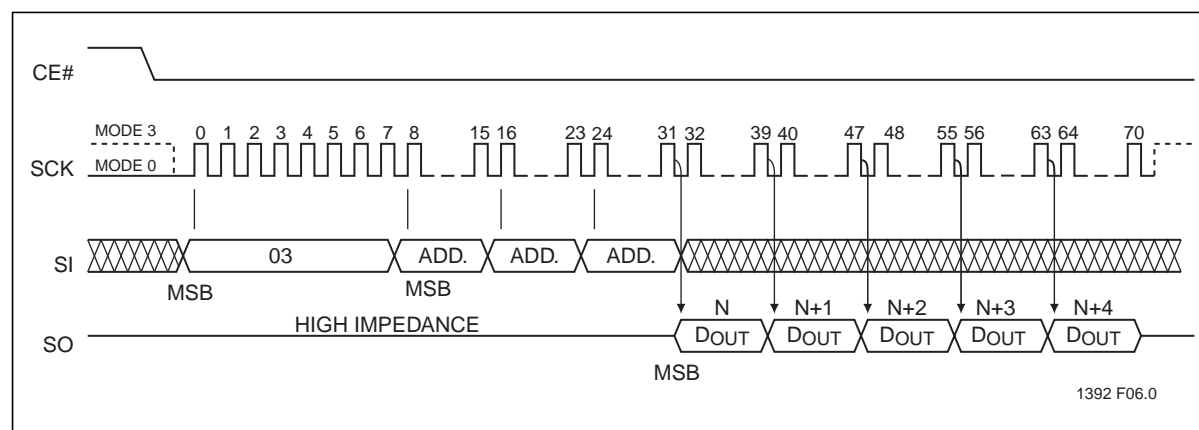 CE#
MODE 3
0 1 2 3 4 5 6 7 8 15 16 23 24 31 32 39 40 47 48 55 56 63 64 70
SCK
MODE 0
SI
03 ADD. ADD. ADD.
MSB MSB
HIGH IMPEDANCE
N N+1 N+2 N+3 N+4
SO
DOUT DOUT DOUT DOUT DOUT
MSB
1392 F06.0